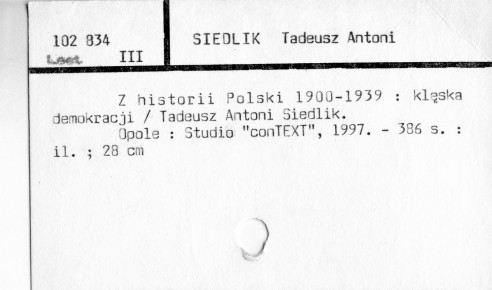 102 834
III
SIEDLIK Tadeusz Antoni
Z historii Polski 1900-1939 : klęska
demokracji / Tadeusz Antoni Siedlik.
Opole : Studio "conTEXT", 1997. - 386 s. :
il. ; 28 cm